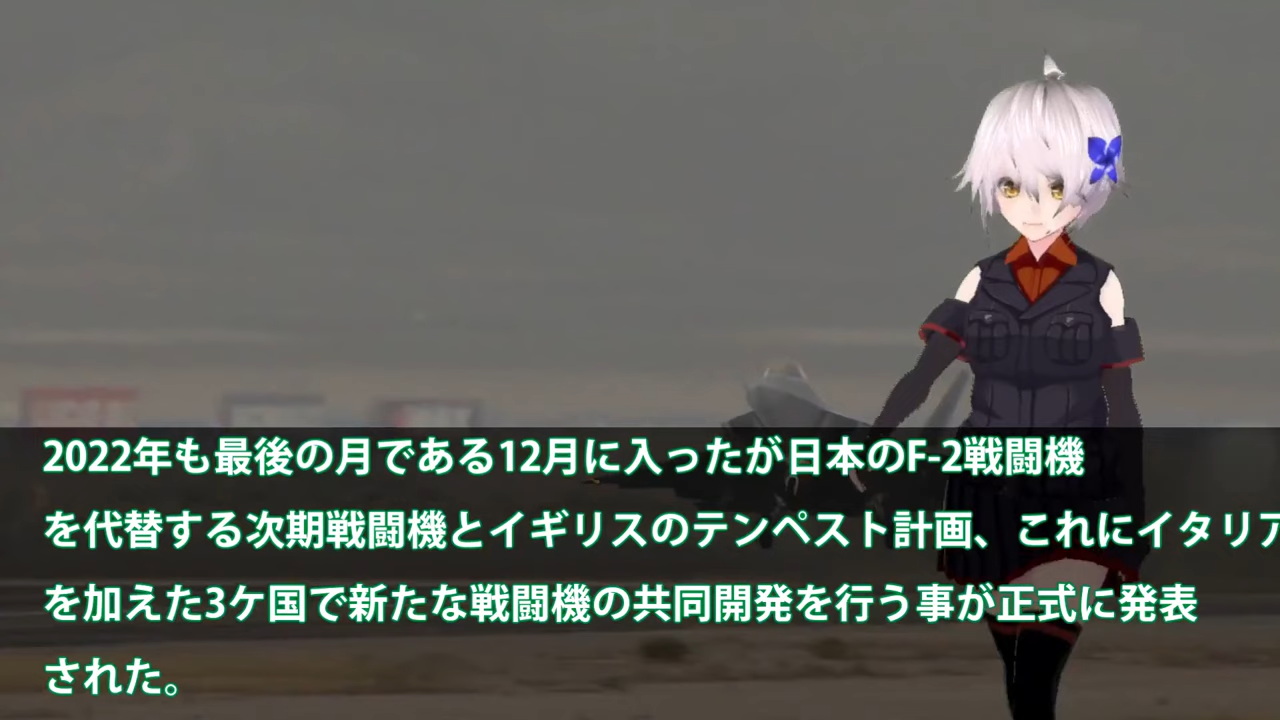 2022年も最後の月である12月に入ったが日本のF-2戦闘機
を代替する次期戦闘機とイギリスのテンペスト計画、これにイタリア
を加えた3ケ国で新たな戦闘機の共同開発を行う事が正式に発表
された。